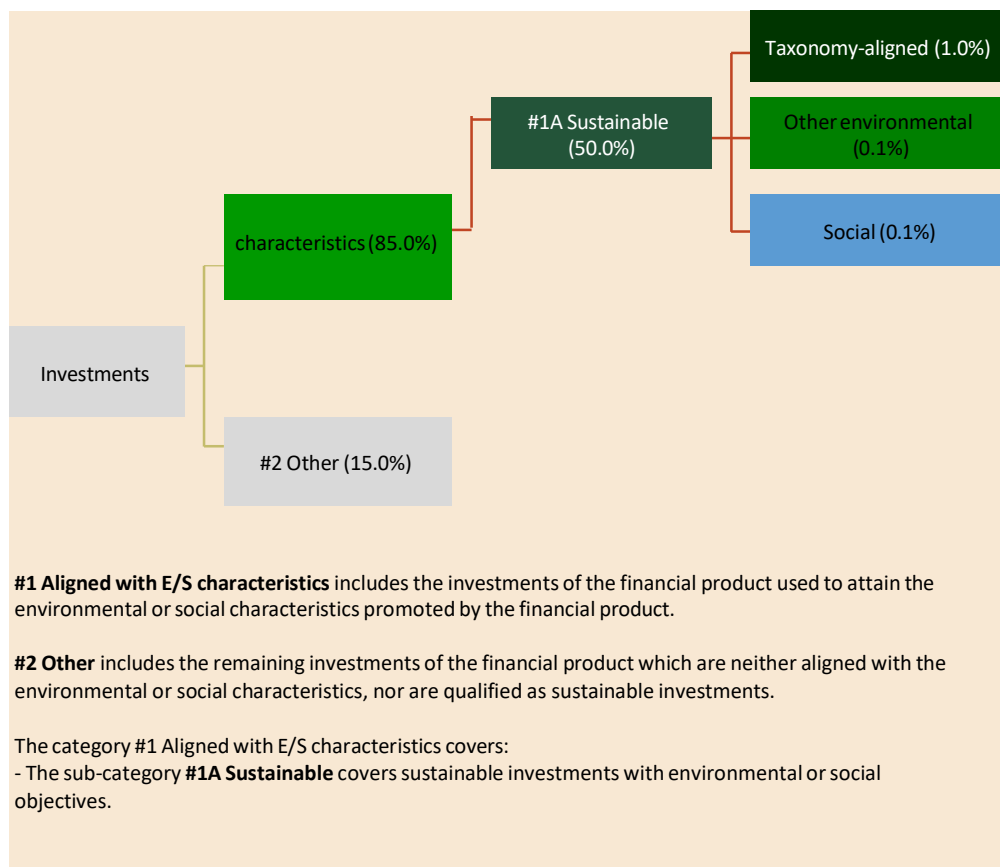 Taxonomy-aligned (1.0%)
#1A Sustainable
(50.0%)
Other environmental
(0.1%)
characteristics (85.0%)
Social (0.1%)
Investments
#2 Other (15.0%)
#1 Aligned with E/S characteristics includes the investments of the financial product used to attain the
environmental or social characteristics promoted by the financial product.
#2 Other includes the remaining investments of the financial product which are neither aligned with the
environmental or social characteristics, nor are qualified as sustainable investments.
The category #1 Aligned with E/S characteristics covers:
- The sub-category #1A Sustainable covers sustainable investments with environmental or social
objectives.